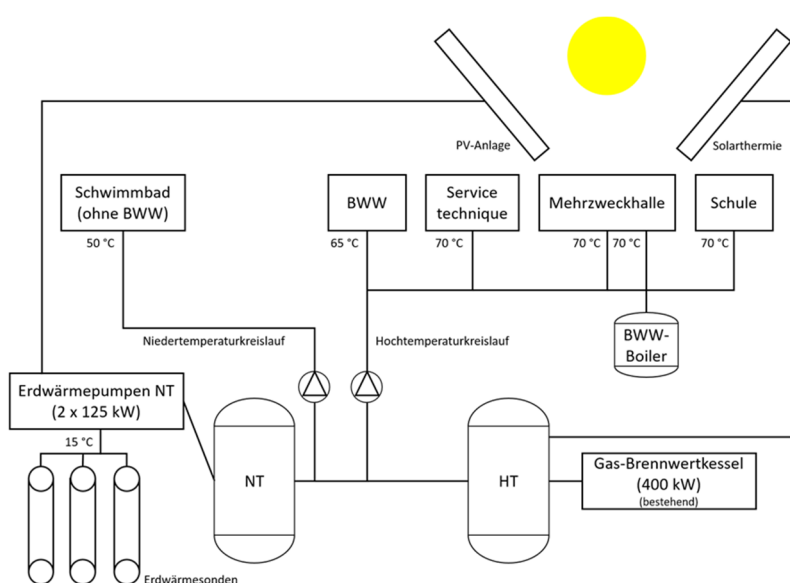 PV-Anlage
Solarthermie
Schwimmbad
(ohne BWW)
BWW
Service
technique
Mehrzweckhalle
Schule
50 °C
65 °C
70 °C
70 °C
70 °C
70 °C
Niedertemperaturkreislauf
Hochtemperaturkreislauf
BWW-
Boiler
Erdwärmepumpen NT
(2 x 125 kW)
15 °C
NT
HT
Gas-Brennwertkessel
(400 kW)
(bestehend)
Erdwärmesonden